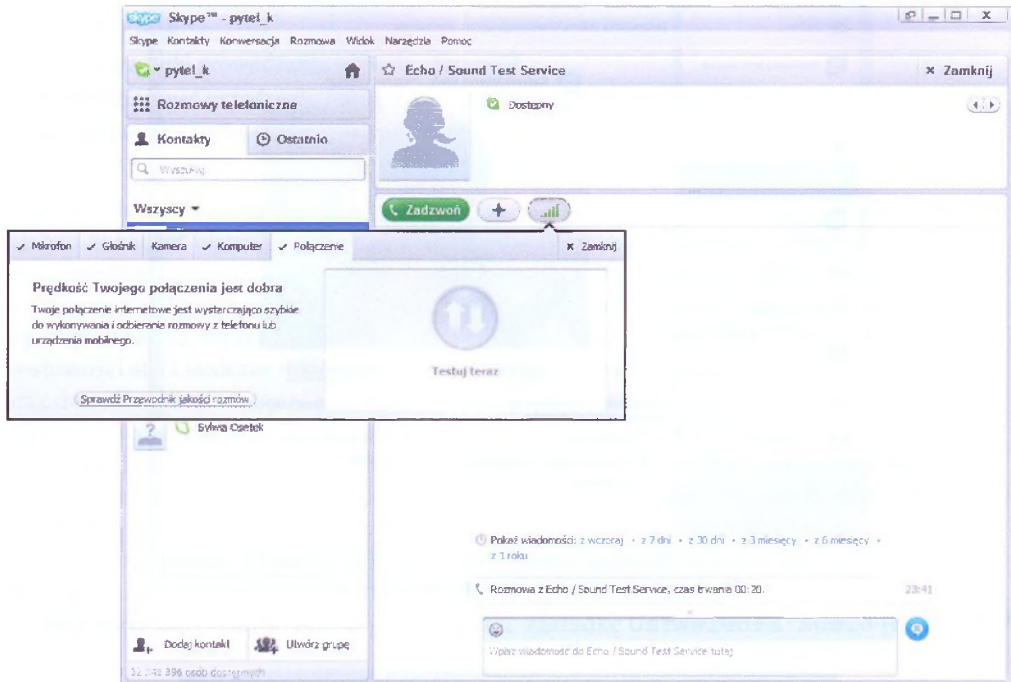 Skype™ - pytel_k
Skype Kontakty Konwersacja Rozmowa Widok Narzędzia Pomoc
pytel_k
Echo / Sound Test Service
× Zamknij
Rozmowy telefoniczne
Dostępny
Kontakty
Ostatnio
Wyszukaj
Wszyscy
Zadzwoń
Mikrofon Głośnik Kamera Komputer Połączenie
× Zamknij
Prędkość Twojego połączenia jest dobra
Twoje połączenie internetowe jest wystarczająco szybkie
do wykonywania i odbierania rozmowy z telefonu lub
urządzenia mobilnego.
Testuj teraz
Sprawdź Przewodnik jakości rozmów
Sylwia Osetek
Pokaż wiadomości: z wczoraj • z 7 dni • z 30 dni • z 3 miesięcy • z 6 miesięcy •
z 1 roku
Rozmowa z Echo / Sound Test Service, czas trwania 00:20.
23:41
Dodaj kontakt
Utwórz grupę
Wpisz wiadomość do Echo / Sound Test Service tutaj
396 osób dostępnych